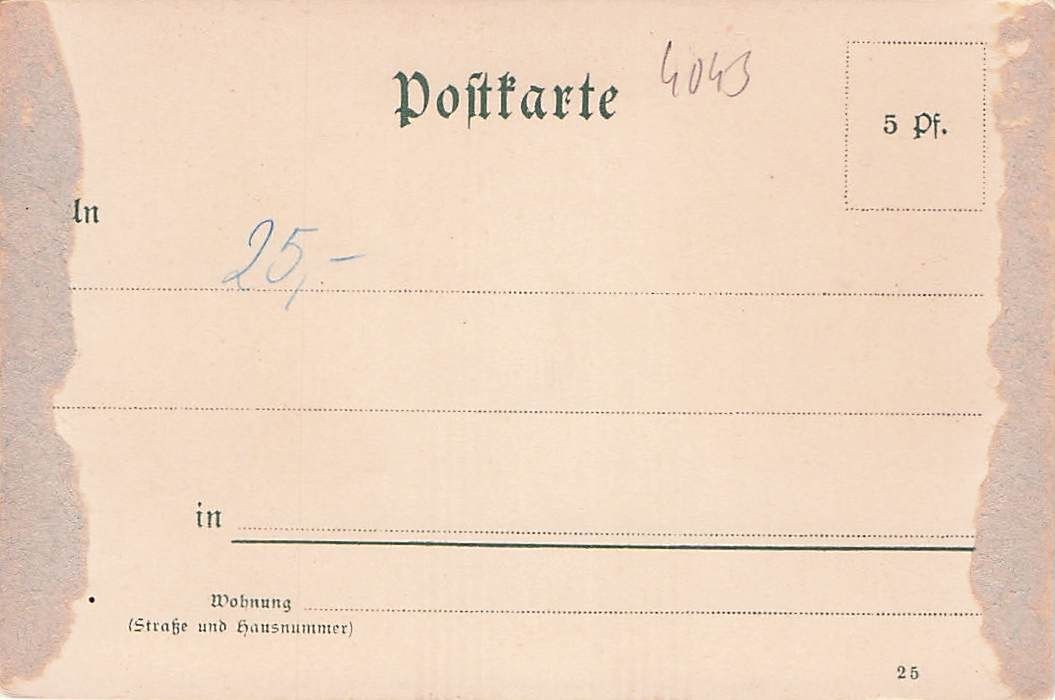 Postkarte 4043
5 Pf.
An
25,-
in
Wohnung
(Straße und Hausnummer)
25